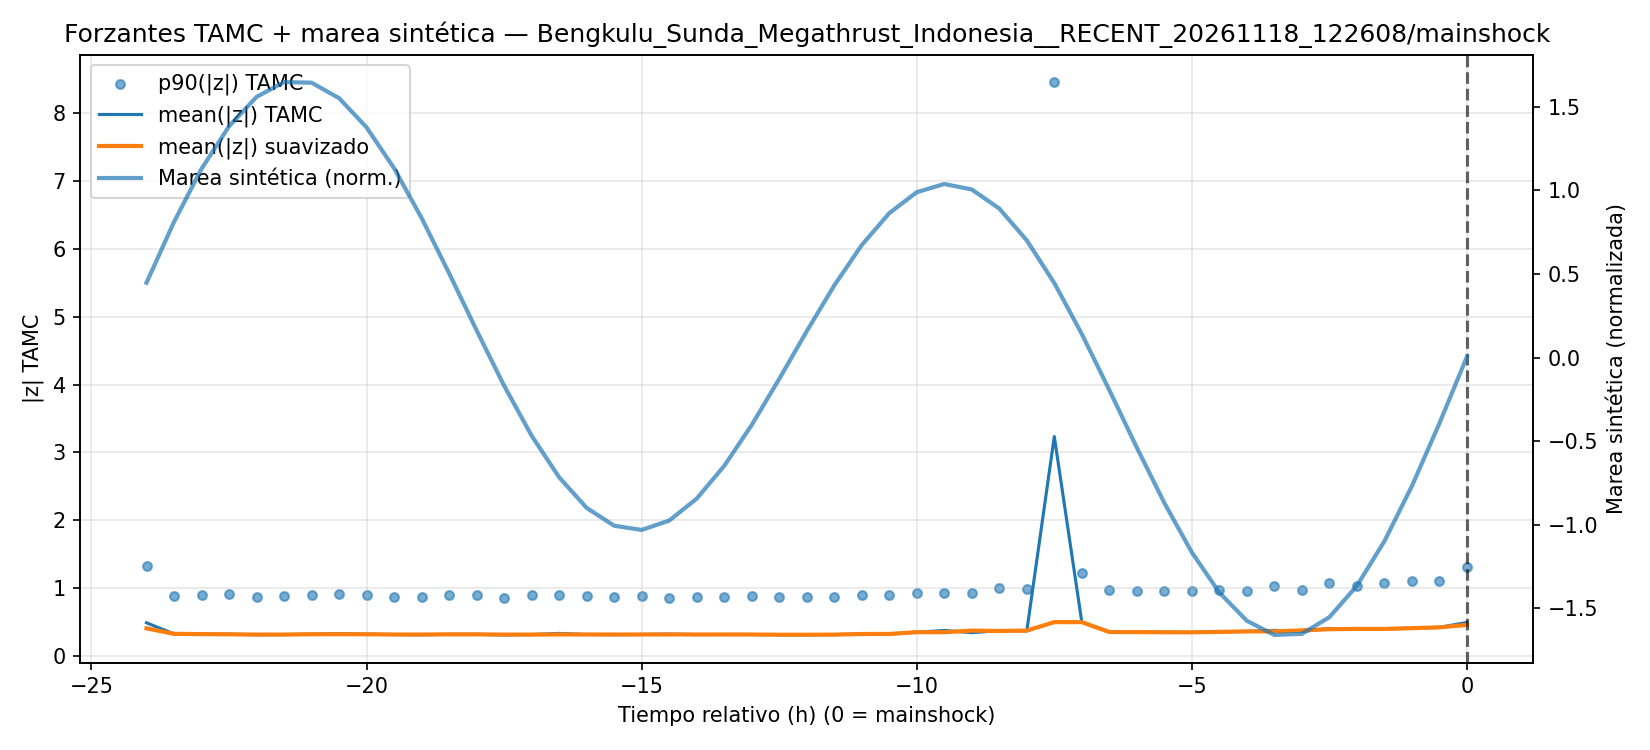 Forzantes TAMC + marea sintética — Bengkulu_Sunda_Megathrust_Indonesia__RECENT_20261118_122608/mainshock
p90(|z|) TAMC
mean(|z|) TAMC
mean(|z|) suavizado
Marea sintética (norm.)
|z| TAMC
8
7
6
5
4
3
2
1
0
1.5
1.0
0.5
0.0
−0.5
−1.0
−1.5
Marea sintética (normalizada)
−25
−20
−15
−10
−5
0
Tiempo relativo (h) (0 = mainshock)